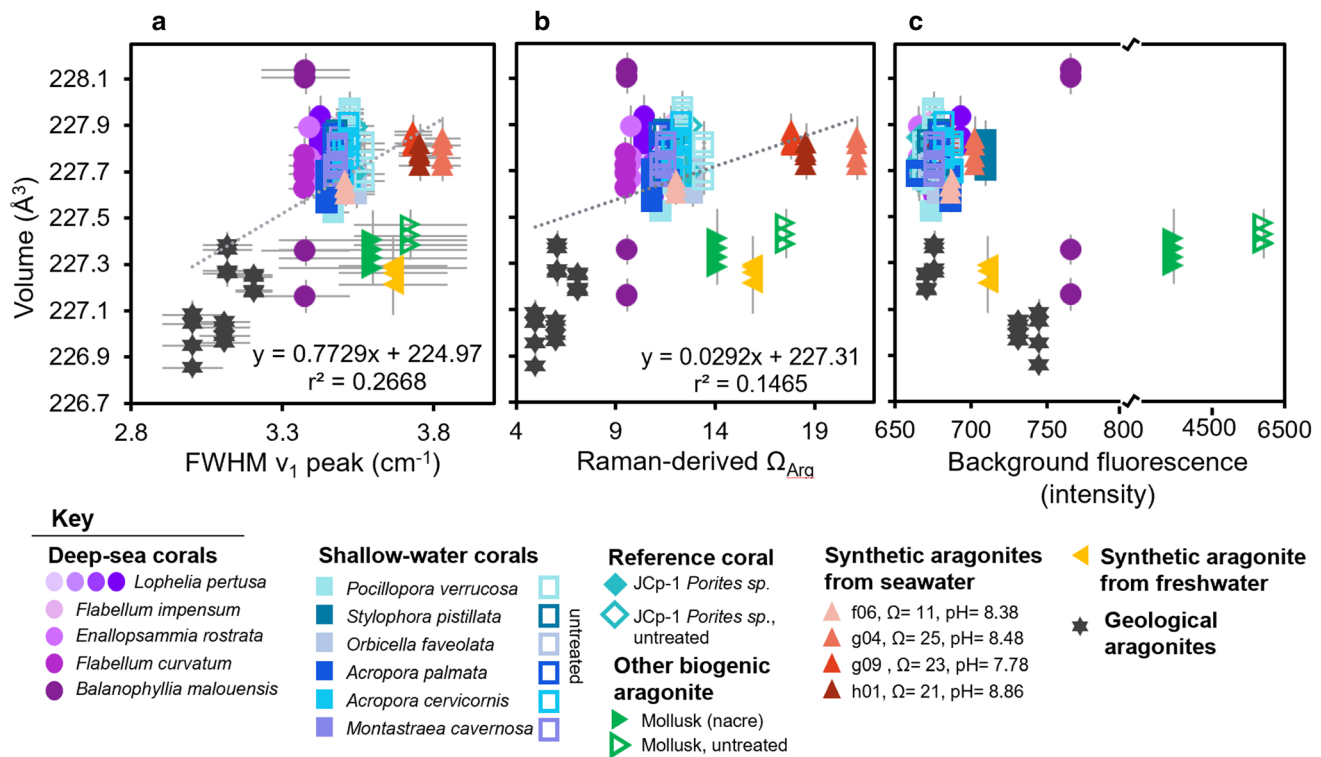 a
b
c
Volume (Å³)
228.1
227.9
227.7
227.5
227.3
227.1
226.9
226.7
y = 0.7729x + 224.97
r² = 0.2668
y = 0.0292x + 227.31
r² = 0.1465
2.8 3.3 3.8
4 9 14 19
650 700 750 800 4500 6500
FWHM ν₁ peak (cm⁻¹)
Raman-derived Ω_Arg
Background fluorescence
(intensity)
Key
Deep-sea corals
Lophelia pertusa
Flabellum impensum
Enallopsammia rostrata
Flabellum curvatum
Balanophyllia malouensis
Shallow-water corals
Pocillopora verrucosa
Stylophora pistillata
Orbicella faveolata
Acropora palmata
Acropora cervicornis
Montastraea cavernosa
untreated
Reference coral
JCp-1 Porites sp.
JCp-1 Porites sp.,
untreated
Other biogenic
aragonite
Mollusk (nacre)
Mollusk, untreated
Synthetic aragonites
from seawater
f06, Ω= 11, pH= 8.38
g04, Ω= 25, pH= 8.48
g09 , Ω= 23, pH= 7.78
h01, Ω= 21, pH= 8.86
Synthetic aragonite
from freshwater
Geological
aragonites